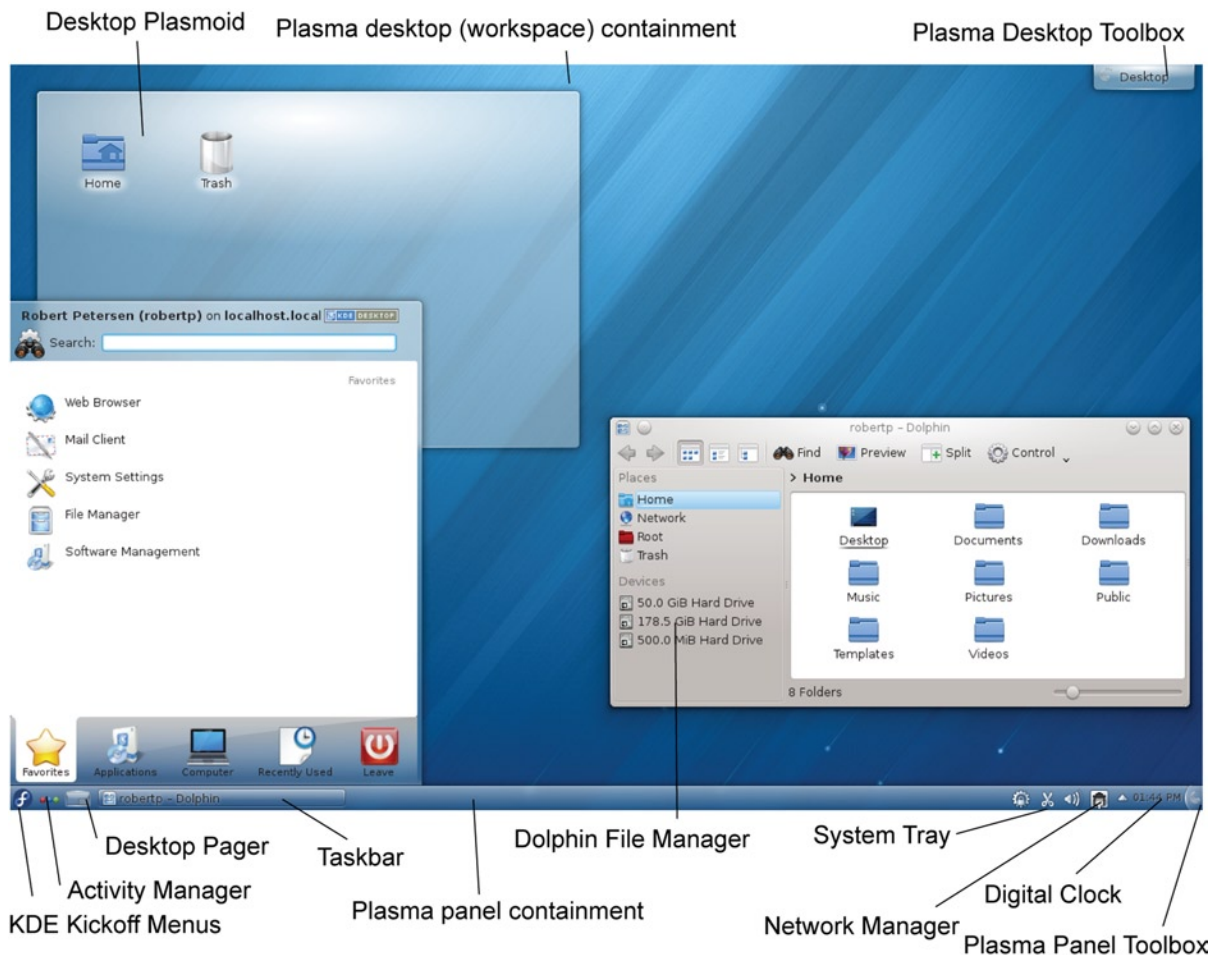 Desktop Plasmoid
Plasma desktop (workspace) containment
Plasma Desktop Toolbox
Desktop
Home
Trash
Robert Petersen (robertp) on localhost.local KDE DESKTOP
Search:
Favorites
Web Browser
Mail Client
System Settings
File Manager
Software Management
Favorites
Applications
Computer
Recently Used
Leave
robertp – Dolphin
Find
Preview
Split
Control
Places
Home
Network
Root
Trash
Devices
50.0 GiB Hard Drive
178.5 GiB Hard Drive
500.0 MiB Hard Drive
> Home
Desktop
Documents
Downloads
Music
Pictures
Public
Templates
Videos
8 Folders
robertp – Dolphin
01:44 PM
Desktop Pager
Taskbar
Dolphin File Manager
System Tray
Activity Manager
Digital Clock
KDE Kickoff Menus
Plasma panel containment
Network Manager
Plasma Panel Toolbox